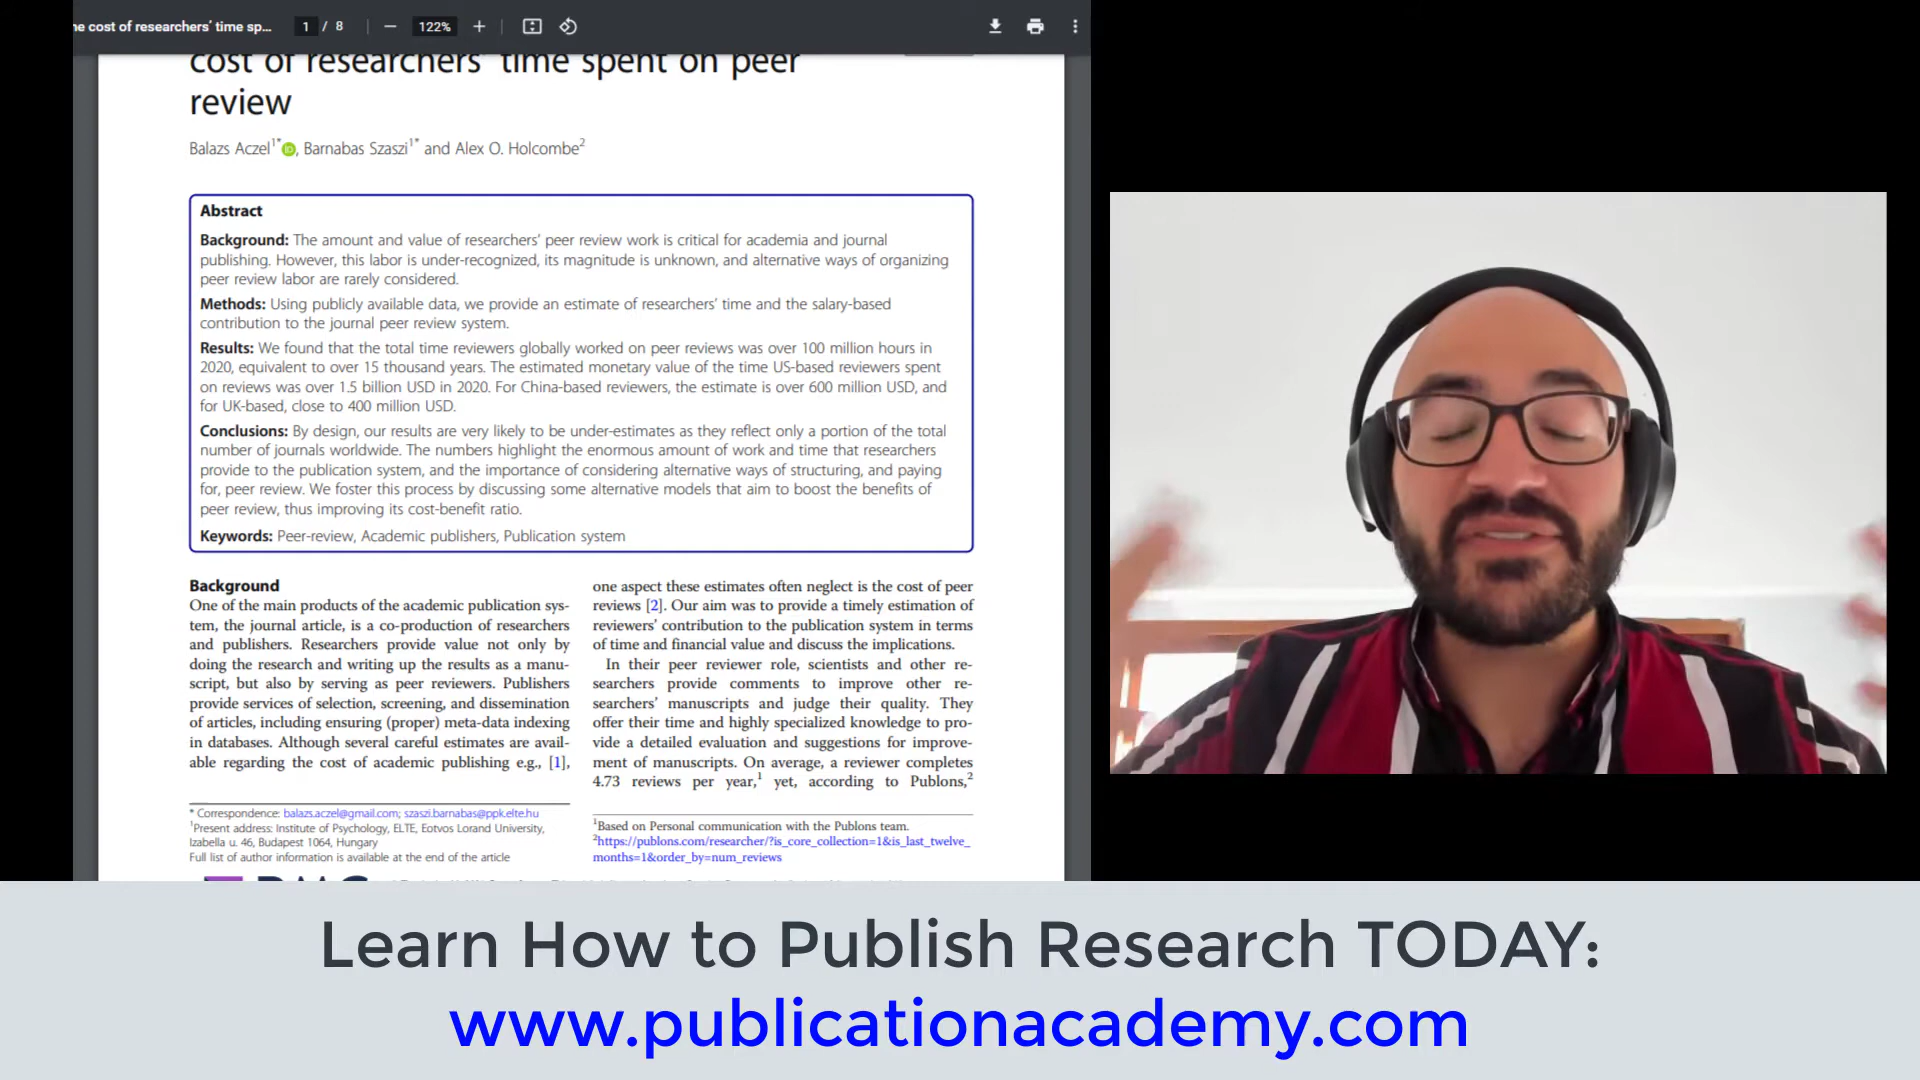 ne cost of researchers' time sp...
1 / 8
122%
cost of researchers' time spent on peer
review
Balazs Aczel1* iD, Barnabas Szaszi1* and Alex O. Holcombe2
Abstract
Background: The amount and value of researchers' peer review work is critical for academia and journal
publishing. However, this labor is under-recognized, its magnitude is unknown, and alternative ways of organizing
peer review labor are rarely considered.
Methods: Using publicly available data, we provide an estimate of researchers' time and the salary-based
contribution to the journal peer review system.
Results: We found that the total time reviewers globally worked on peer reviews was over 100 million hours in
2020, equivalent to over 15 thousand years. The estimated monetary value of the time US-based reviewers spent
on reviews was over 1.5 billion USD in 2020. For China-based reviewers, the estimate is over 600 million USD, and
for UK-based, close to 400 million USD.
Conclusions: By design, our results are very likely to be under-estimates as they reflect only a portion of the total
number of journals worldwide. The numbers highlight the enormous amount of work and time that researchers
provide to the publication system, and the importance of considering alternative ways of structuring, and paying
for, peer review. We foster this process by discussing some alternative models that aim to boost the benefits of
peer review, thus improving its cost-benefit ratio.
Keywords: Peer-review, Academic publishers, Publication system
Background
One of the main products of the academic publication sys-
tem, the journal article, is a co-production of researchers
and publishers. Researchers provide value not only by
doing the research and writing up the results as a manu-
script, but also by serving as peer reviewers. Publishers
provide services of selection, screening, and dissemination
of articles, including ensuring (proper) meta-data indexing
in databases. Although several careful estimates are avail-
able regarding the cost of academic publishing e.g., [1],
one aspect these estimates often neglect is the cost of peer
reviews [2]. Our aim was to provide a timely estimation of
reviewers' contribution to the publication system in terms
of time and financial value and discuss the implications.
In their peer reviewer role, scientists and other re-
searchers provide comments to improve other re-
searchers' manuscripts and judge their quality. They
offer their time and highly specialized knowledge to pro-
vide a detailed evaluation and suggestions for improve-
ment of manuscripts. On average, a reviewer completes
4.73 reviews per year,1 yet, according to Publons,2
* Correspondence: balazs.aczel@gmail.com; szaszi.barnabas@ppk.elte.hu
1Present address: Institute of Psychology, ELTE, Eotvos Lorand University,
Izabella u. 46, Budapest 1064, Hungary
Full list of author information is available at the end of the article
1Based on Personal communication with the Publons team.
2https://publons.com/researcher/?is_core_collection=1&is_last_twelve_
months=1&order_by=num_reviews
Learn How to Publish Research TODAY:
www.publicationacademy.com